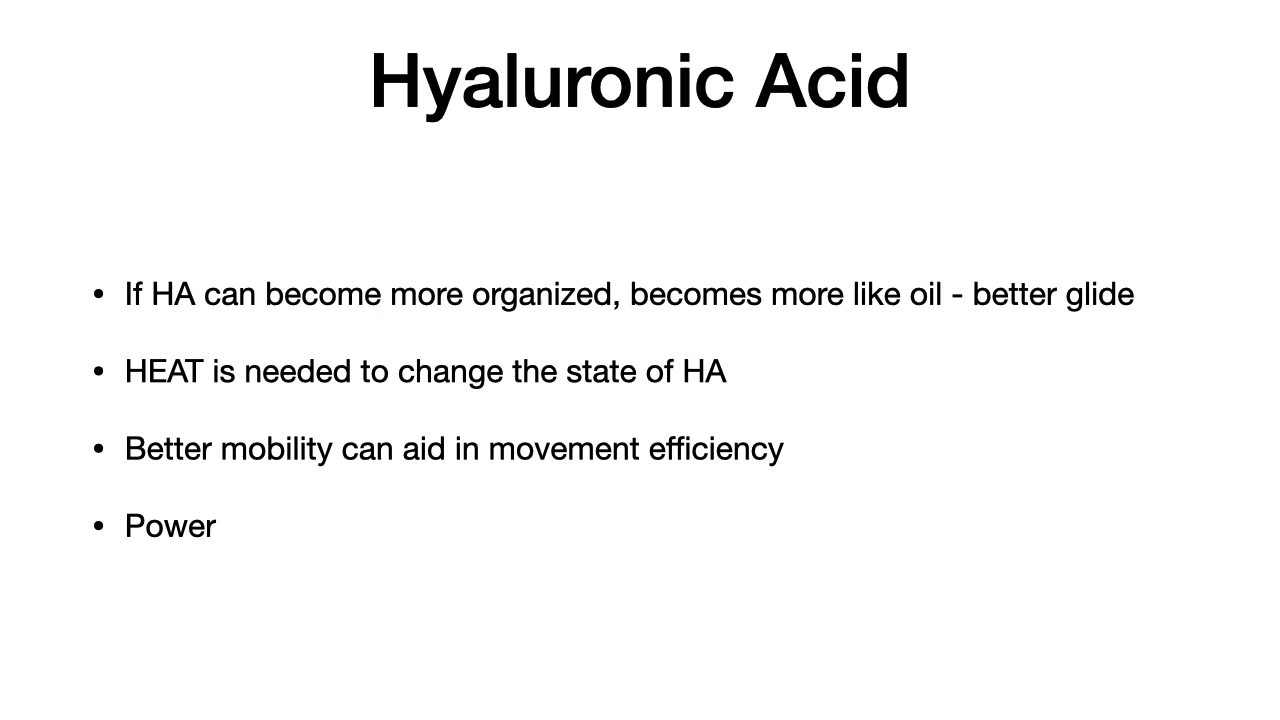 Hyaluronic Acid
• If HA can become more organized, becomes more like oil - better glide
• HEAT is needed to change the state of HA
• Better mobility can aid in movement efficiency
• Power